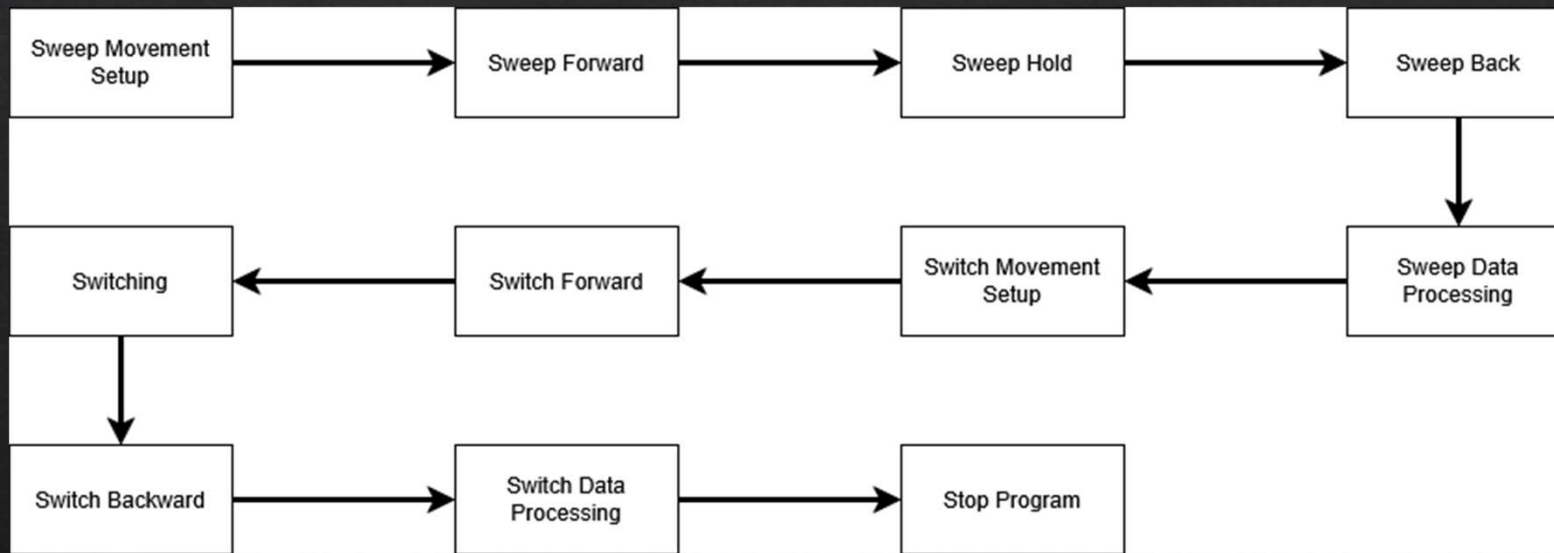 Sweep Movement
Setup
Sweep Forward
Sweep Hold
Sweep Back
Sweep Data
Processing
Switch Movement
Setup
Switch Forward
Switching
Switch Backward
Switch Data
Processing
Stop Program